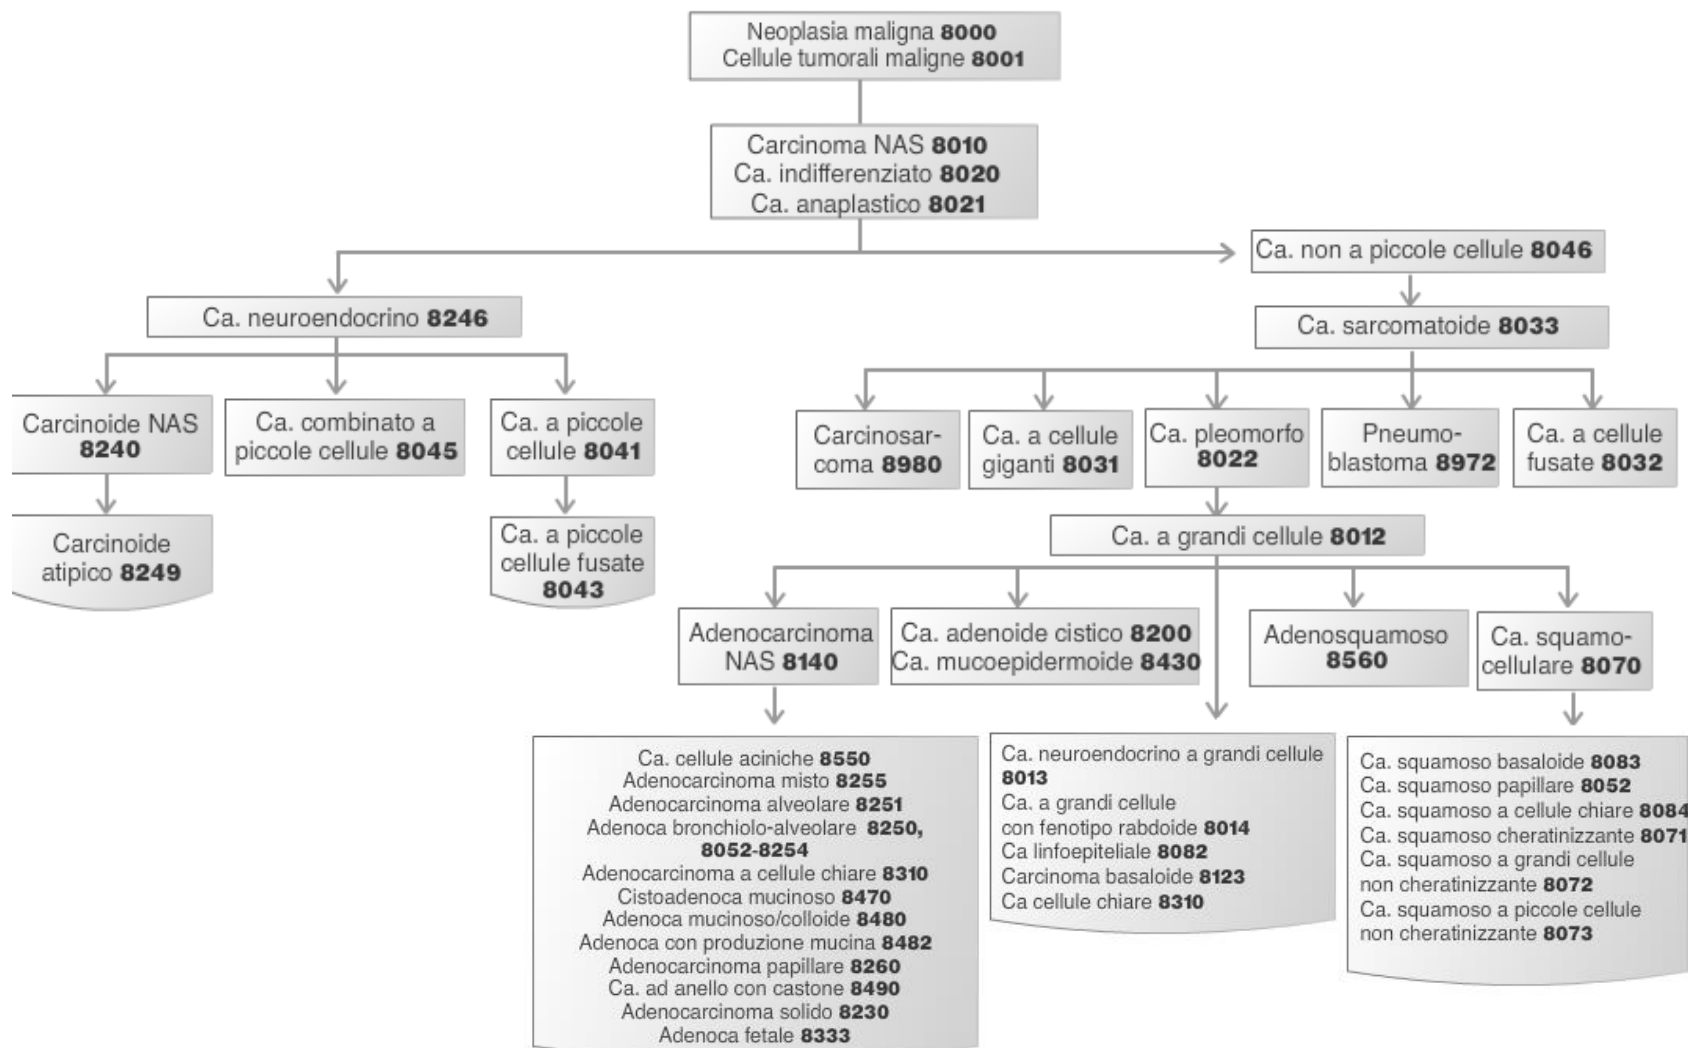 Neoplasia maligna 8000
Cellule tumorali maligne 8001
Carcinoma NAS 8010
Ca. indifferenziato 8020
Ca. anaplastico 8021
Ca. non a piccole cellule 8046
Ca. neuroendocrino 8246
Ca. sarcomatoide 8033
Carcinoide NAS
8240
Ca. combinato a
piccole cellule 8045
Ca. a piccole
cellule 8041
Carcinosar-
coma 8980
Ca. a cellule
giganti 8031
Ca. pleomorfo
8022
Pneumo-
blastoma 8972
Ca. a cellule
fusate 8032
Carcinoide
atipico 8249
Ca. a piccole
cellule fusate
8043
Ca. a grandi cellule 8012
Adenocarcinoma
NAS 8140
Ca. adenoide cistico 8200
Ca. mucoepidermoide 8430
Adenosquamoso
8560
Ca. squamo-
cellulare 8070
Ca. cellule aciniche 8550
Adenocarcinoma misto 8255
Adenocarcinoma alveolare 8251
Adenoca bronchiolo-alveolare 8250,
8052-8254
Adenocarcinoma a cellule chiare 8310
Cistoadenoca mucinoso 8470
Adenoca mucinoso/colloide 8480
Adenoca con produzione mucina 8482
Adenocarcinoma papillare 8260
Ca. ad anello con castone 8490
Adenocarcinoma solido 8230
Adenoca fetale 8333
Ca. neuroendocrino a grandi cellule
8013
Ca. a grandi cellule
con fenotipo rabdoide 8014
Ca linfoepiteliale 8082
Carcinoma basaloide 8123
Ca cellule chiare 8310
Ca. squamoso basaloide 8083
Ca. squamoso papillare 8052
Ca. squamoso a cellule chiare 8084
Ca. squamoso cheratinizzante 8071
Ca. squamoso a grandi cellule
non cheratinizzante 8072
Ca. squamoso a piccole cellule
non cheratinizzante 8073